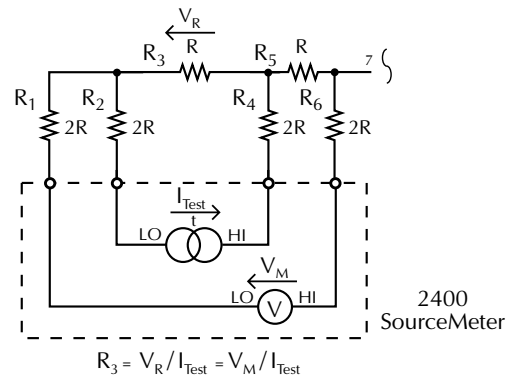 V_R
R_3 R R_5 R 7
R_1 R_2 R_4 R_6
2R 2R 2R 2R
I_Test
t
LO HI
V_M
LO V HI
2400
SourceMeter
R_3 = V_R / I_Test = V_M / I_Test